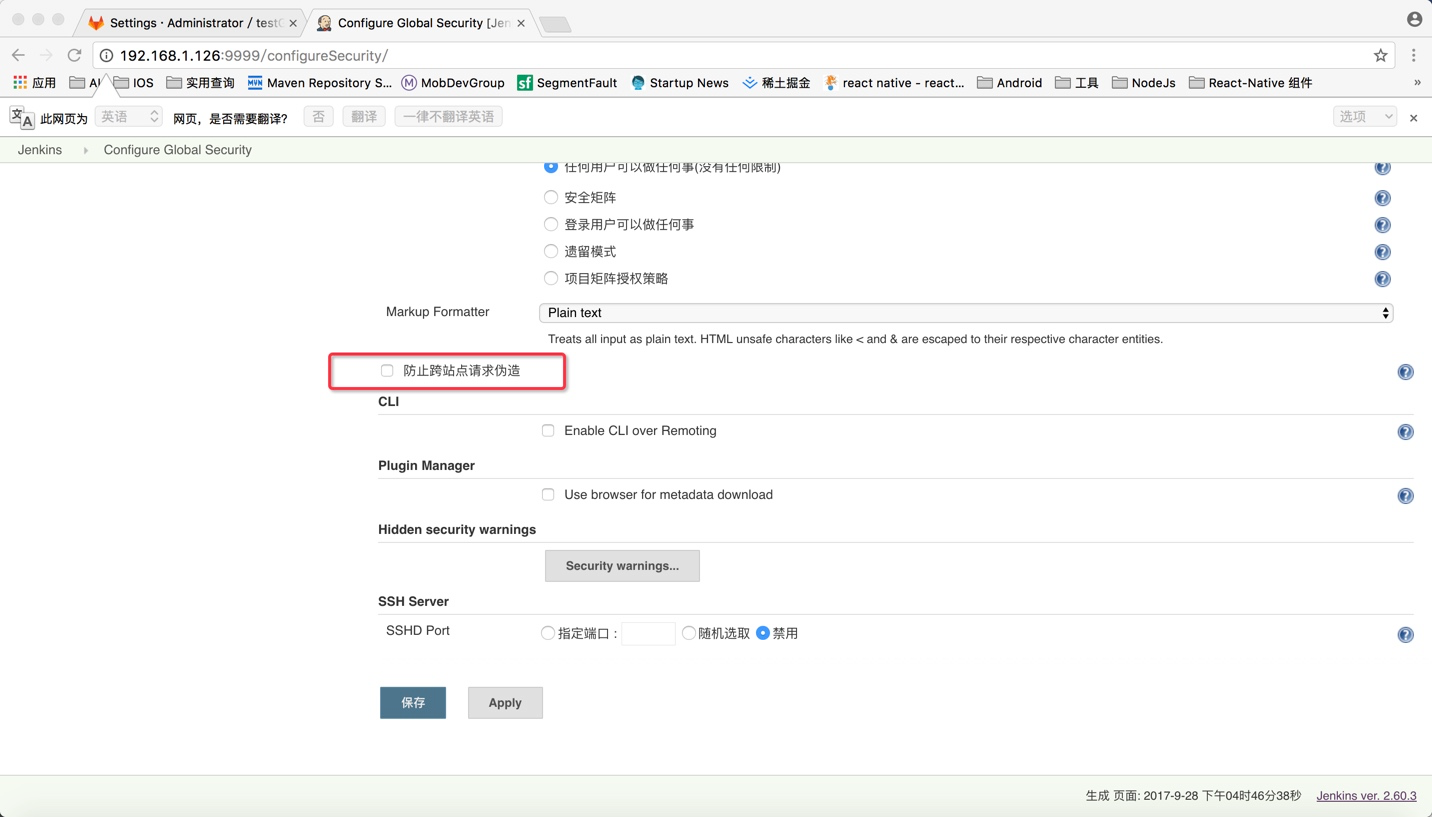 Settings · Administrator / test
Configure Global Security [Jen
192.168.1.126:9999/configureSecurity/
应用 IOS 实用查询 Maven Repository S... MobDevGroup SegmentFault Startup News 稀土掘金 react native - react... Android 工具 NodeJs React-Native 组件 »
此网页为 英语 网页，是否需要翻译? 否 翻译 一律不翻译英语 选项
Jenkins Configure Global Security
任何用户可以做任何事(没有任何限制)
安全矩阵
登录用户可以做任何事
遗留模式
项目矩阵授权策略
Markup Formatter Plain text
Treats all input as plain text. HTML unsafe characters like < and & are escaped to their respective character entities.
防止跨站点请求伪造
CLI
Enable CLI over Remoting
Plugin Manager
Use browser for metadata download
Hidden security warnings
Security warnings...
SSH Server
SSHD Port 指定端口 : 随机选取 禁用
保存 Apply
生成 页面: 2017-9-28 下午04时46分38秒 Jenkins ver. 2.60.3